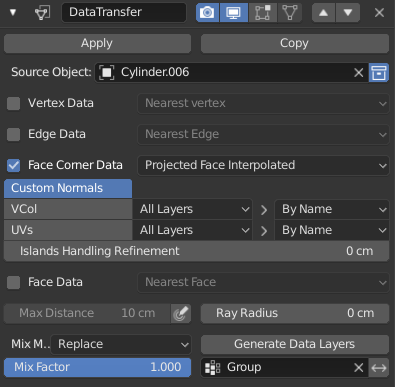 DataTransfer
Apply Copy
Source Object: Cylinder.006
Vertex Data Nearest vertex
Edge Data Nearest Edge
Face Corner Data Projected Face Interpolated
Custom Normals
VCol All Layers By Name
UVs All Layers By Name
Islands Handling Refinement 0 cm
Face Data Nearest Face
Max Distance 10 cm Ray Radius 0 cm
Mix M.. Replace Generate Data Layers
Mix Factor 1.000 Group